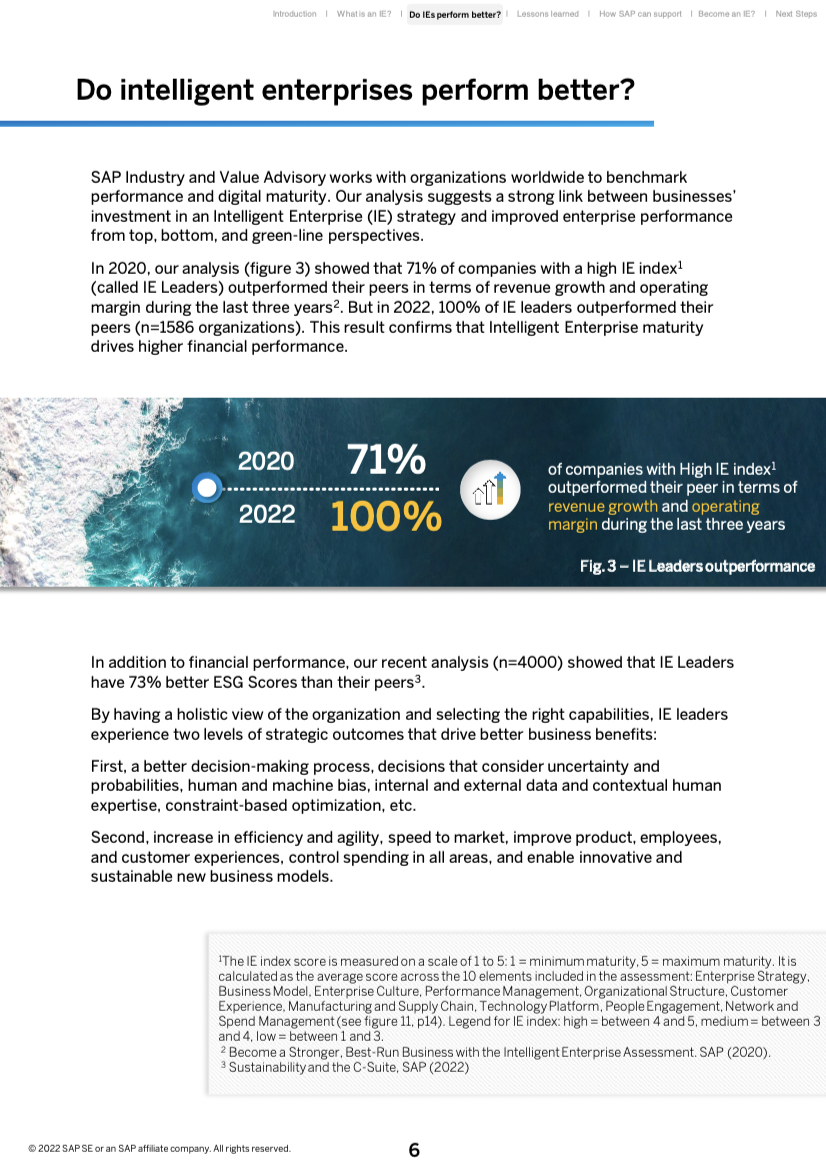 Introduction | What is an IE? | Do IEs perform better? | Lessons learned | How SAP can support | Become an IE? | Next Steps
Do intelligent enterprises perform better?
SAP Industry and Value Advisory works with organizations worldwide to benchmark
performance and digital maturity. Our analysis suggests a strong link between businesses'
investment in an Intelligent Enterprise (IE) strategy and improved enterprise performance
from top, bottom, and green-line perspectives.
In 2020, our analysis (figure 3) showed that 71% of companies with a high IE index¹
(called IE Leaders) outperformed their peers in terms of revenue growth and operating
margin during the last three years². But in 2022, 100% of IE leaders outperformed their
peers (n=1586 organizations). This result confirms that Intelligent Enterprise maturity
drives higher financial performance.
2020 71%
2022 100%
of companies with High IE index¹
outperformed their peer in terms of
revenue growth and operating
margin during the last three years
Fig. 3 – IE Leaders outperformance
In addition to financial performance, our recent analysis (n=4000) showed that IE Leaders
have 73% better ESG Scores than their peers³.
By having a holistic view of the organization and selecting the right capabilities, IE leaders
experience two levels of strategic outcomes that drive better business benefits:
First, a better decision-making process, decisions that consider uncertainty and
probabilities, human and machine bias, internal and external data and contextual human
expertise, constraint-based optimization, etc.
Second, increase in efficiency and agility, speed to market, improve product, employees,
and customer experiences, control spending in all areas, and enable innovative and
sustainable new business models.
¹The IE index score is measured on a scale of 1 to 5: 1 = minimum maturity, 5 = maximum maturity. It is
calculated as the average score across the 10 elements included in the assessment: Enterprise Strategy,
Business Model, Enterprise Culture, Performance Management, Organizational Structure, Customer
Experience, Manufacturing and Supply Chain, Technology Platform, People Engagement, Network and
Spend Management (see figure 11, p14). Legend for IE index: high = between 4 and 5, medium = between 3
and 4, low = between 1 and 3.
² Become a Stronger, Best-Run Business with the Intelligent Enterprise Assessment. SAP (2020).
³ Sustainability and the C-Suite, SAP (2022)
© 2022 SAP SE or an SAP affiliate company. All rights reserved.
6